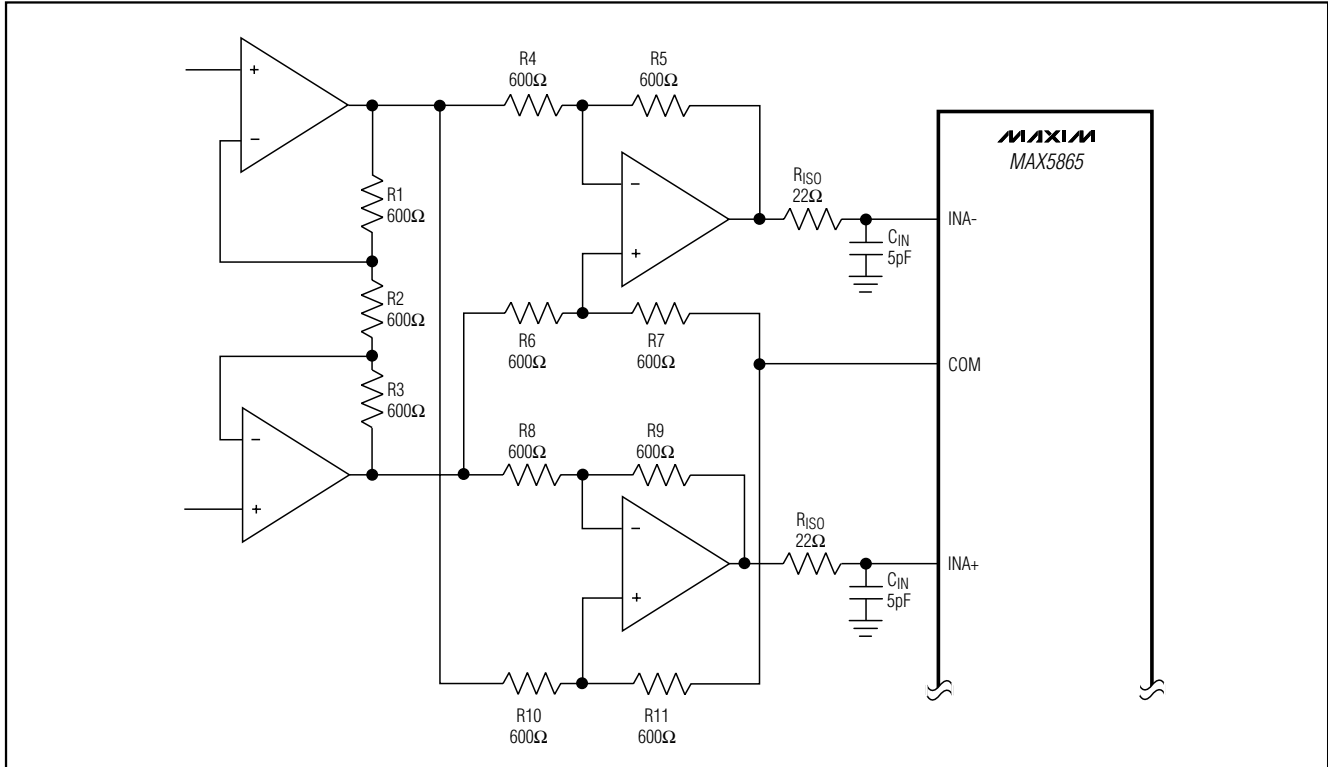 R4
600Ω
R5
600Ω
+
−
MAXIM
MAX5865
R1
600Ω
−
+
RISO
22Ω
INA-
CIN
5pF
R2
600Ω
R6
600Ω
R7
600Ω
COM
R3
600Ω
−
+
R8
600Ω
R9
600Ω
−
+
RISO
22Ω
INA+
CIN
5pF
R10
600Ω
R11
600Ω